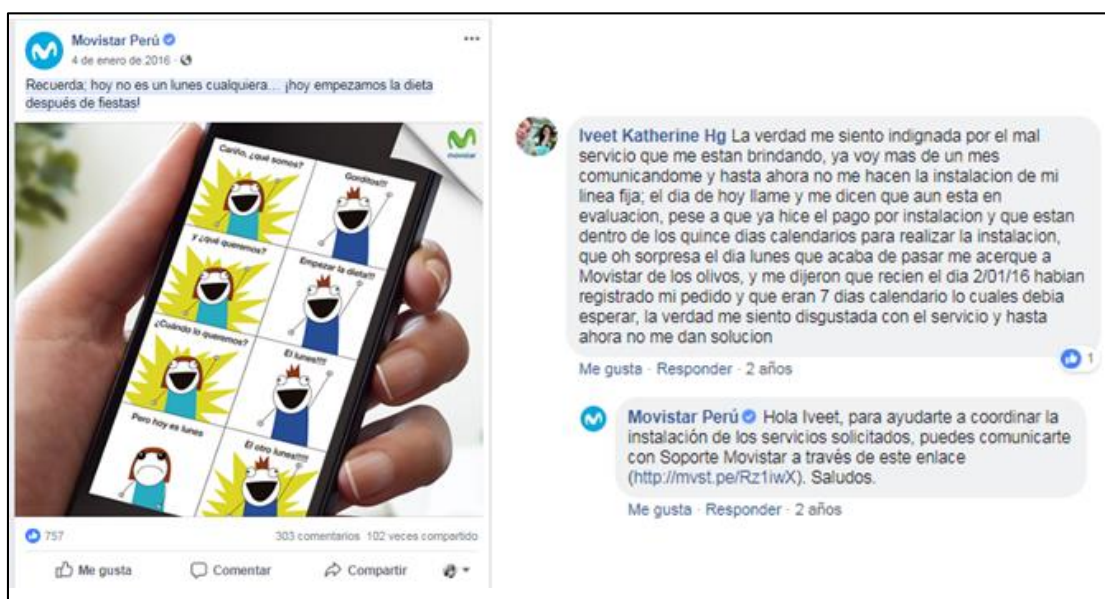 Movistar Perú
4 de enero de 2016 ·
Recuerda; hoy no es un lunes cualquiera... ¡hoy empezamos la dieta
después de fiestas!
movistar
Cariño, ¿qué somos?
Gorditos!!!
y ¿qué queremos?
Empezar la dieta!!!
¿Cuándo lo queremos?
El lunes!!!!
Pero hoy es lunes
El otro lunes!!!!!
757
303 comentarios 102 veces compartido
Me gusta Comentar Compartir
Iveet Katherine Hg La verdad me siento indignada por el mal
servicio que me estan brindando, ya voy mas de un mes
comunicandome y hasta ahora no me hacen la instalacion de mi
linea fija; el dia de hoy llame y me dicen que aun esta en
evaluacion, pese a que ya hice el pago por instalacion y que estan
dentro de los quince dias calendarios para realizar la instalacion,
que oh sorpresa el dia lunes que acaba de pasar me acerque a
Movistar de los olivos, y me dijeron que recien el dia 2/01/16 habian
registrado mi pedido y que eran 7 dias calendario lo cuales debia
esperar, la verdad me siento disgustada con el servicio y hasta
ahora no me dan solucion
1
Me gusta · Responder · 2 años
Movistar Perú Hola Iveet, para ayudarte a coordinar la
instalación de los servicios solicitados, puedes comunicarte
con Soporte Movistar a través de este enlace
(http://mvst.pe/Rz1iwX). Saludos.
Me gusta · Responder · 2 años